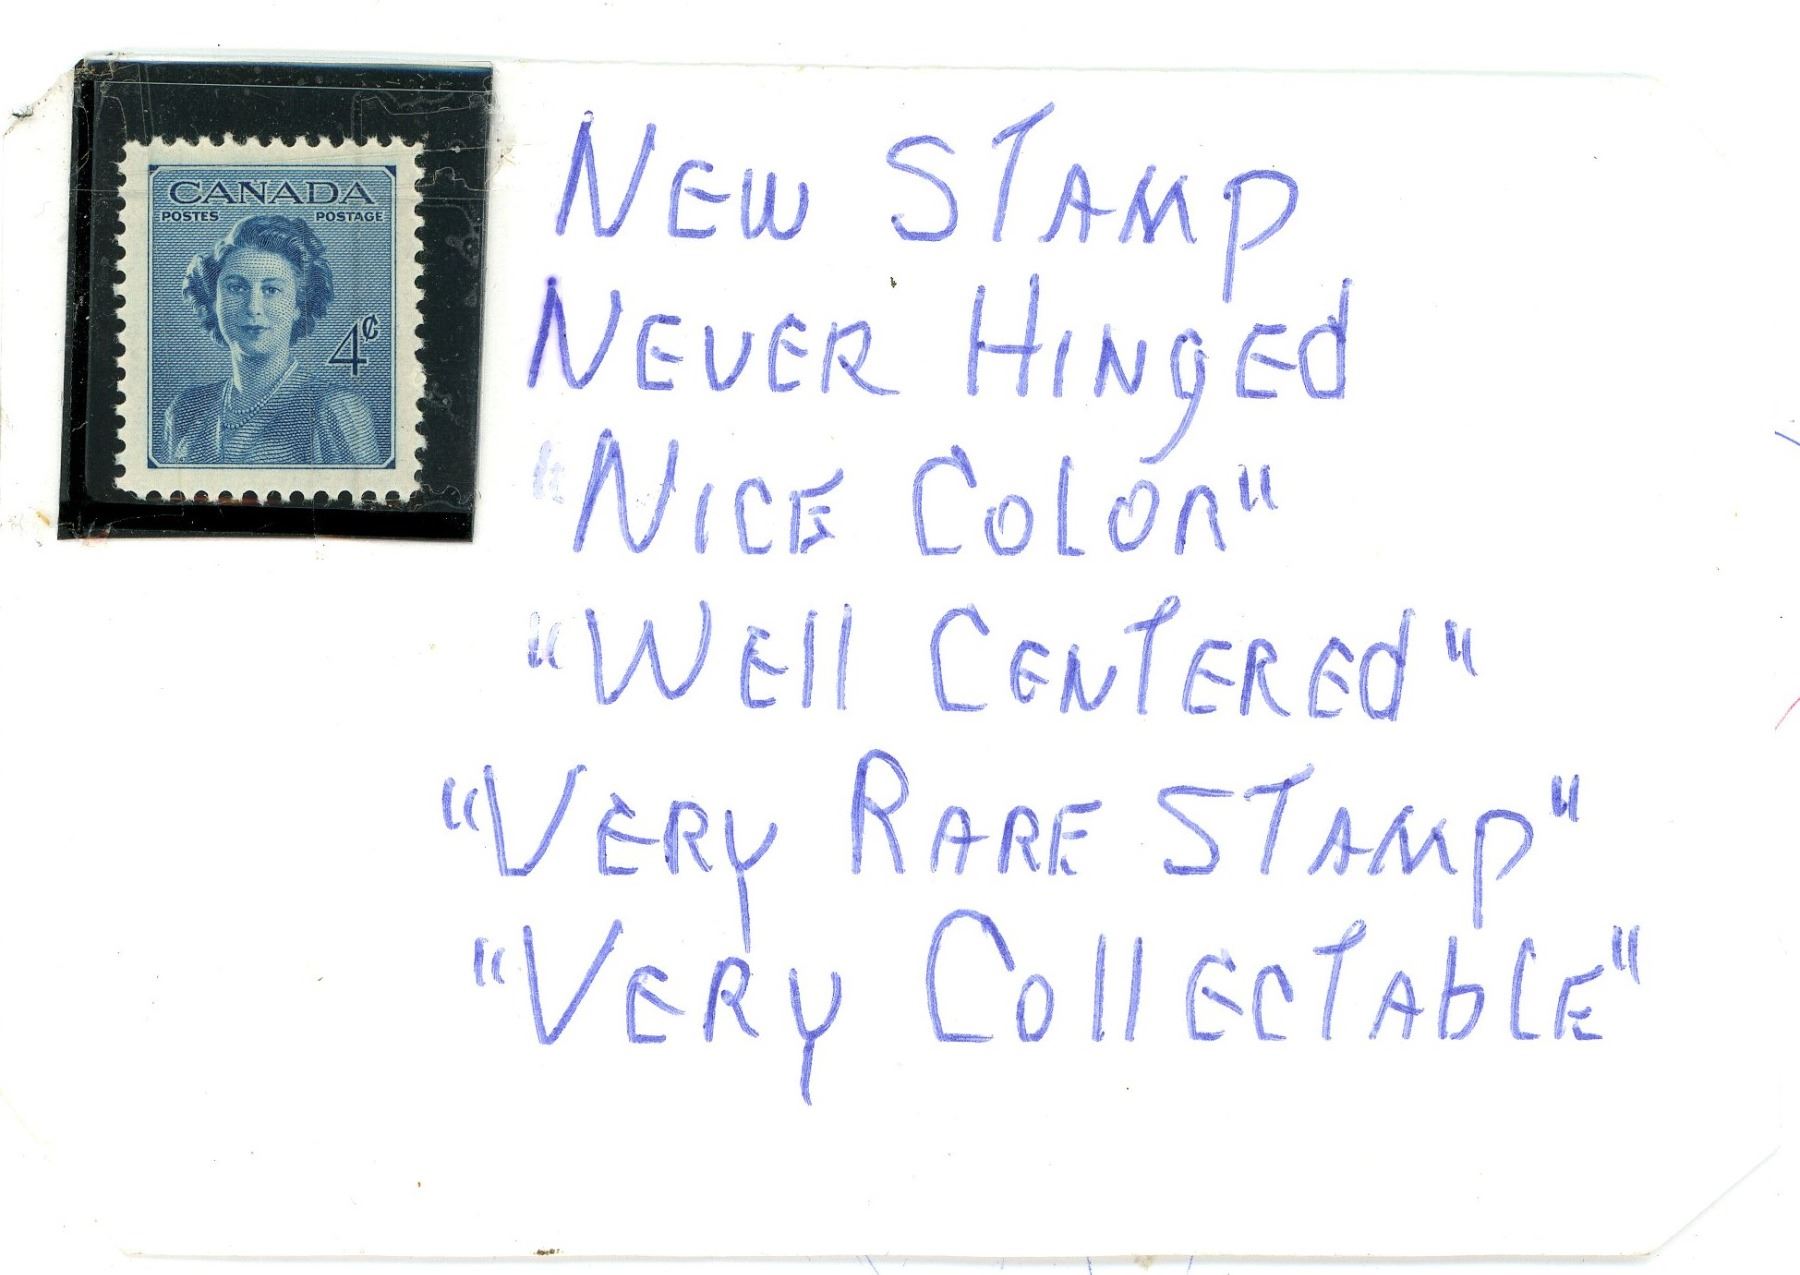 CANADA
POSTES POSTAGE
4¢
NEW STAMP
NEVER HINgEd
"NICE COlOR"
"WEll CENTEREd"
"VERy RARE STAMP"
"VERy COllECTAbLE"